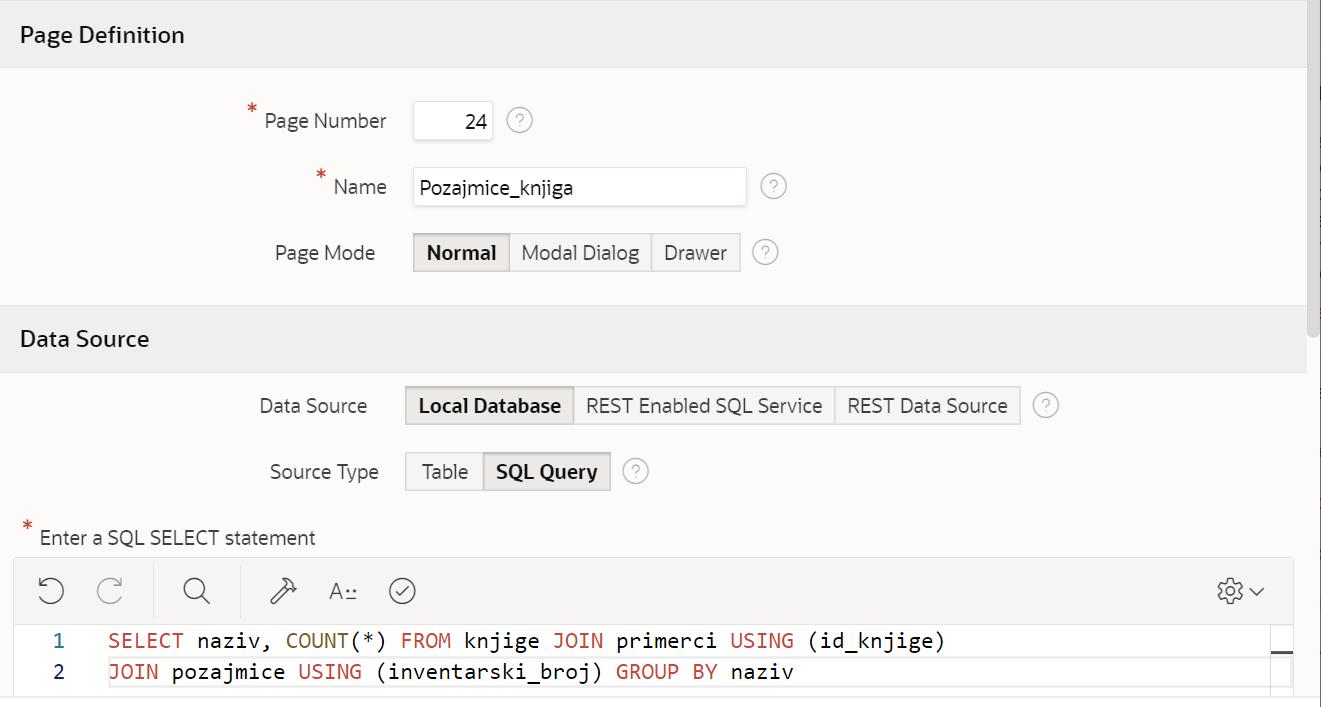 Page Definition
* Page Number 24 ?
* Name Pozajmice_knjiga ?
Page Mode Normal Modal Dialog Drawer ?
Data Source
Data Source Local Database REST Enabled SQL Service REST Data Source ?
Source Type Table SQL Query ?
* Enter a SQL SELECT statement
A::
1 SELECT naziv, COUNT(*) FROM knjige JOIN primerci USING (id_knjige)
2 JOIN pozajmice USING (inventarski_broj) GROUP BY naziv